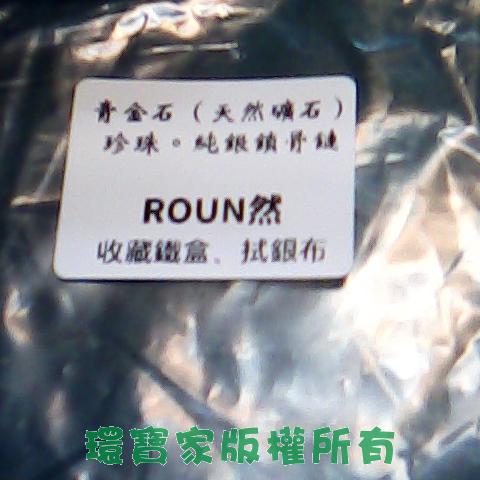 青金石（天然礦石）
珍珠。純銀鎖骨鏈
ROUN然
收藏鐵盒、拭銀布
環寶家版權所有